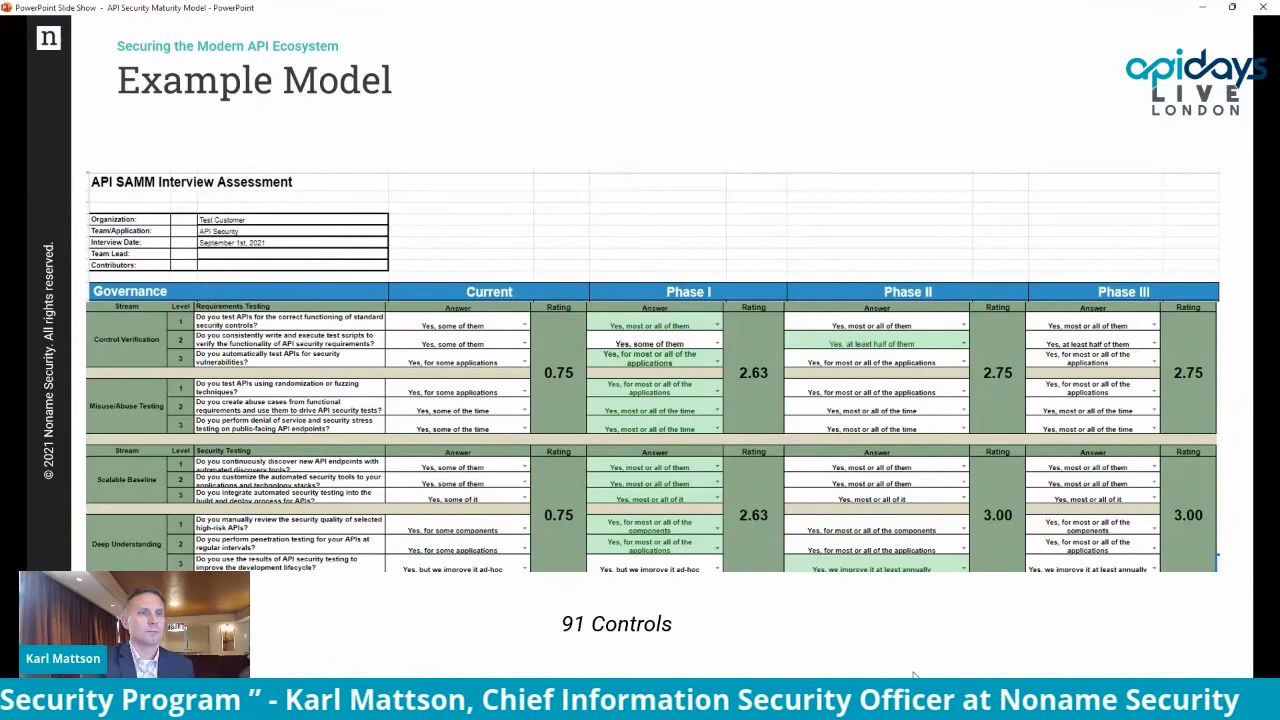 PowerPoint Slide Show - API Security Maturity Model - PowerPoint
n
Securing the Modern API Ecosystem
Example Model
apidays
LIVE
LONDON
© 2021 Noname Security. All rights reserved.
API SAMM Interview Assessment
Organization: Test Customer
Team/Application: API Security
Interview Date: September 1st, 2021
Team Lead:
Contributors:
Governance Current Phase I Phase II Phase III
Stream Level Requirements Testing Answer Rating Answer Rating Answer Rating Answer Rating
Control Verification
1 Do you test APIs for the correct functioning of standard security controls? Yes, some of them Yes, most or all of them Yes, most or all of them Yes, most or all of them
2 Do you consistently write and execute test scripts to verify the functionality of API security requirements? Yes, some of them Yes, some of them Yes, at least half of them Yes, at least half of them
3 Do you automatically test APIs for security vulnerabilities? Yes, for some applications Yes, for most or all of the applications Yes, for most or all of the applications Yes, for most or all of the applications
0.75 2.63 2.75 2.75
Misuse/Abuse Testing
1 Do you test APIs using randomization or fuzzing techniques? Yes, for some applications Yes, for most or all of the applications Yes, for most or all of the applications Yes, for most or all of the applications
2 Do you create abuse cases from functional requirements and use them to drive API security tests? Yes, some of the time Yes, most or all of the time Yes, most or all of the time Yes, most or all of the time
3 Do you perform denial of service and security stress testing on public-facing API endpoints? Yes, some of the time Yes, most or all of the time Yes, most or all of the time Yes, most or all of the time
Stream Level Security Testing Answer Rating Answer Rating Answer Rating Answer Rating
Scalable Baseline
1 Do you continuously discover new API endpoints with automated discovery tools? Yes, some of them Yes, most or all of them Yes, most or all of them Yes, most or all of them
2 Do you customize the automated security tools to your applications and technology stacks? Yes, some of them Yes, most or all of them Yes, most or all of them Yes, most or all of them
3 Do you integrate automated security testing into the build and deploy process for APIs? Yes, some of it Yes, most or all of it Yes, most or all of it Yes, most or all of it
0.75 2.63 3.00 3.00
Deep Understanding
1 Do you manually review the security quality of selected high-risk APIs? Yes, for some components Yes, for most or all of the components Yes, for most or all of the components Yes, for most or all of the components
2 Do you perform penetration testing for your APIs at regular intervals? Yes, for some applications Yes, for most or all of the applications Yes, for most or all of the applications Yes, for most or all of the applications
3 Do you use the results of API security testing to improve the development lifecycle? Yes, but we improve it ad-hoc Yes, but we improve it ad-hoc Yes, we improve it at least annually Yes, we improve it at least annually
91 Controls
Karl Mattson
Security Program ” - Karl Mattson, Chief Information Security Officer at Noname Security